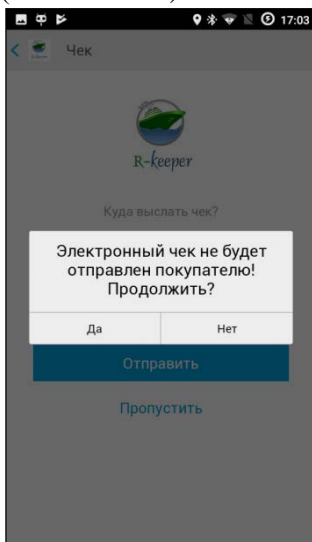 17:03
Чек
R-keeper
Куда выслать чек?
Электронный чек не будет
отправлен покупателю!
Продолжить?
Да
Нет
Отправить
Пропустить